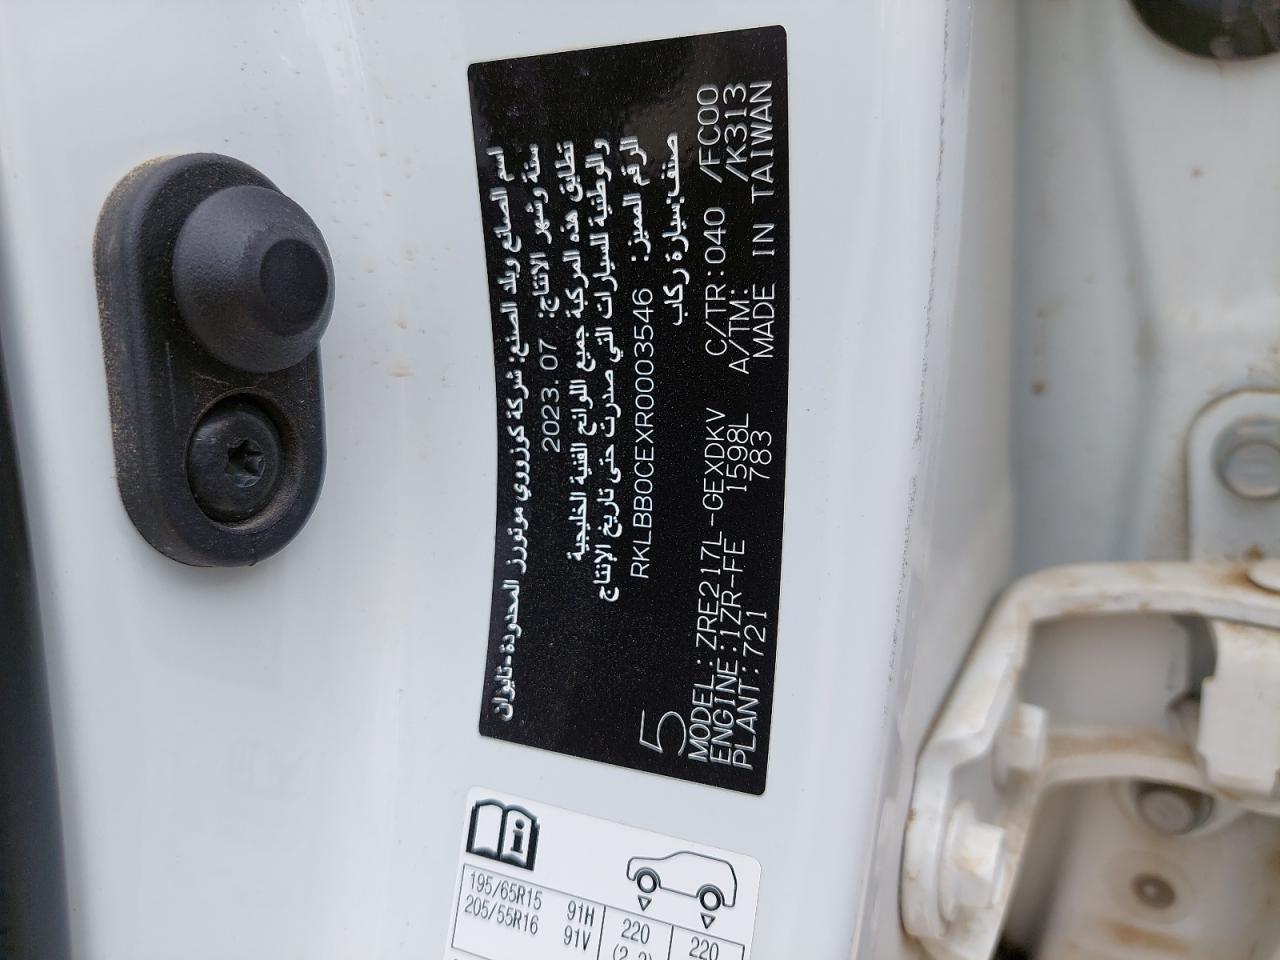 اسم الصانع وبلد الصنع: شركة كوزووي موتورز المحدودة-تايوان
سنة وشهر الانتاج: 2023.07
تطابق هذه المركبة جميع اللوائح الفنية الخليجية
والوطنية للسيارات التي صدرت حتى تاريخ الإنتاج
الرقم المميز: RKLBB0CEXR0003546
صنف: سيارة ركاب
5
MODEL:ZRE217L-GEXDKV C/TR:040 /FC00
ENGINE:1ZR-FE 1598L A/TM: /K313
PLANT:721 783 MADE IN TAIWAN
195/65R15 91H 220 220
205/55R16 91V